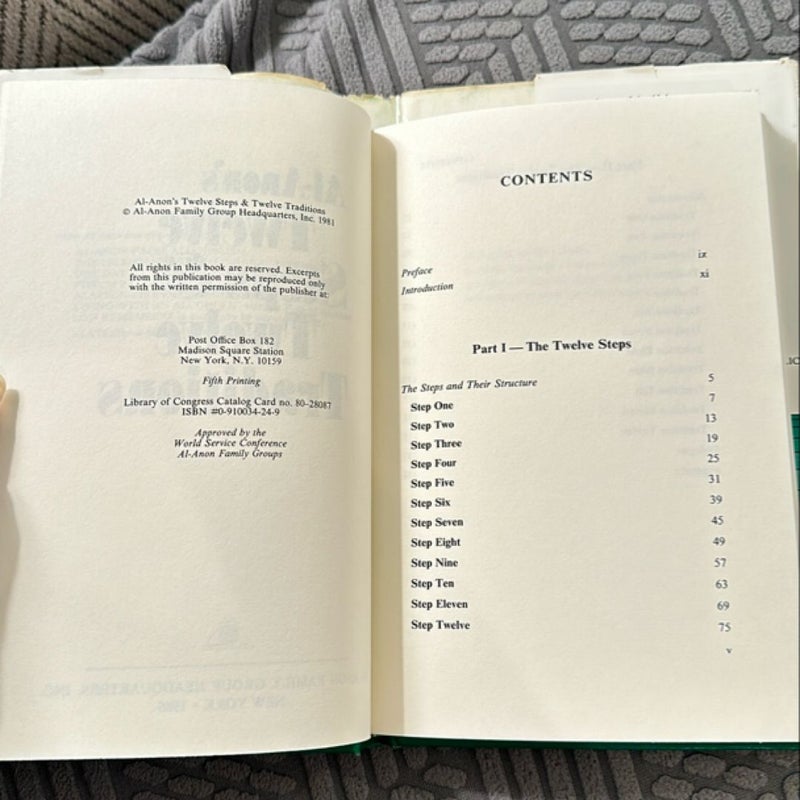 Al-Anon's Twelve Steps & Twelve Traditions
© Al-Anon Family Group Headquarters, Inc. 1981
All rights in this book are reserved. Excerpts
from this publication may be reproduced only
with the written permission of the publisher at:
Post Office Box 182
Madison Square Station
New York, N.Y. 10159
Fifth Printing
Library of Congress Catalog Card no. 80-28087
ISBN #0-910034-24-9
Approved by the
World Service Conference
Al-Anon Family Groups
CONTENTS
Preface ix
Introduction xi
Part I — The Twelve Steps
The Steps and Their Structure 5
Step One 7
Step Two 13
Step Three 19
Step Four 25
Step Five 31
Step Six 39
Step Seven 45
Step Eight 49
Step Nine 57
Step Ten 63
Step Eleven 69
Step Twelve 75
v